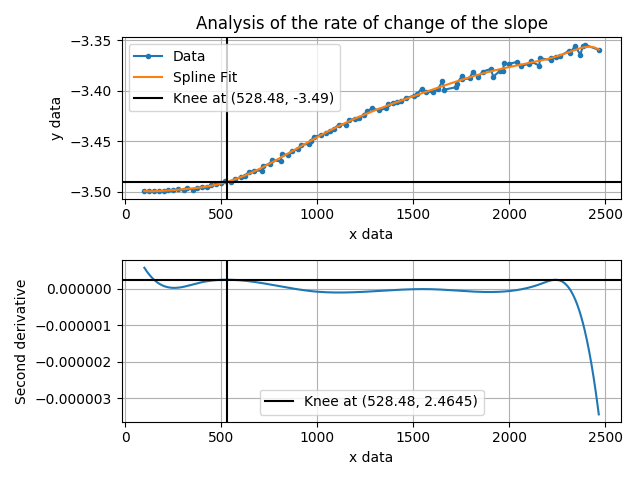 Analysis of the rate of change of the slope
−3.35
−3.40
−3.45
−3.50
y data
Data
Spline Fit
Knee at (528.48, -3.49)
0
500
1000
1500
2000
2500
x data
0.000000
−0.000001
−0.000002
−0.000003
Second derivative
Knee at (528.48, 2.4645)
0
500
1000
1500
2000
2500
x data